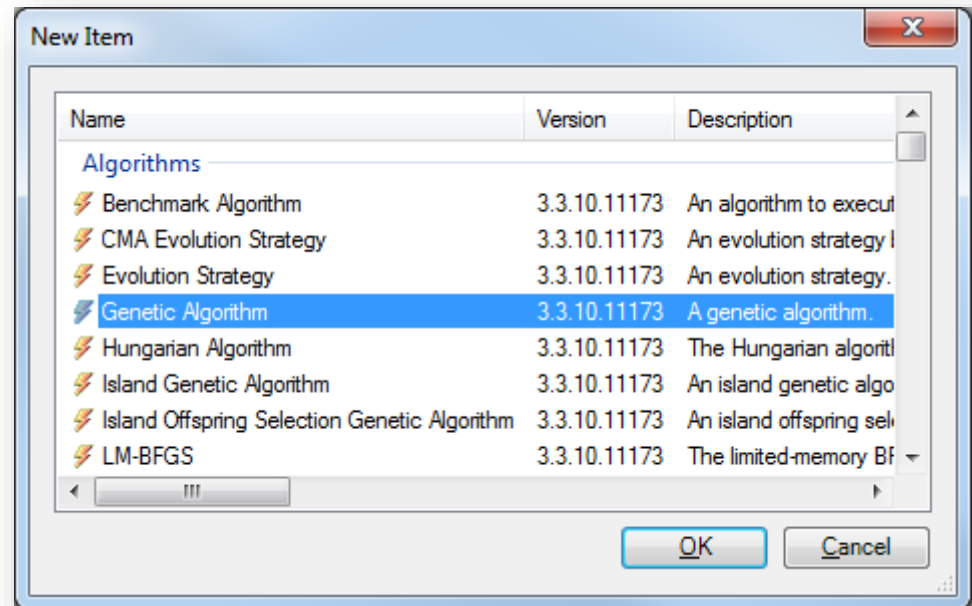 New Item
Name Version Description
Algorithms
Benchmark Algorithm 3.3.10.11173 An algorithm to execut
CMA Evolution Strategy 3.3.10.11173 An evolution strategy
Evolution Strategy 3.3.10.11173 An evolution strategy.
Genetic Algorithm 3.3.10.11173 A genetic algorithm.
Hungarian Algorithm 3.3.10.11173 The Hungarian algorit
Island Genetic Algorithm 3.3.10.11173 An island genetic algo
Island Offspring Selection Genetic Algorithm 3.3.10.11173 An island offspring sele
LM-BFGS 3.3.10.11173 The limited-memory BF
OK Cancel